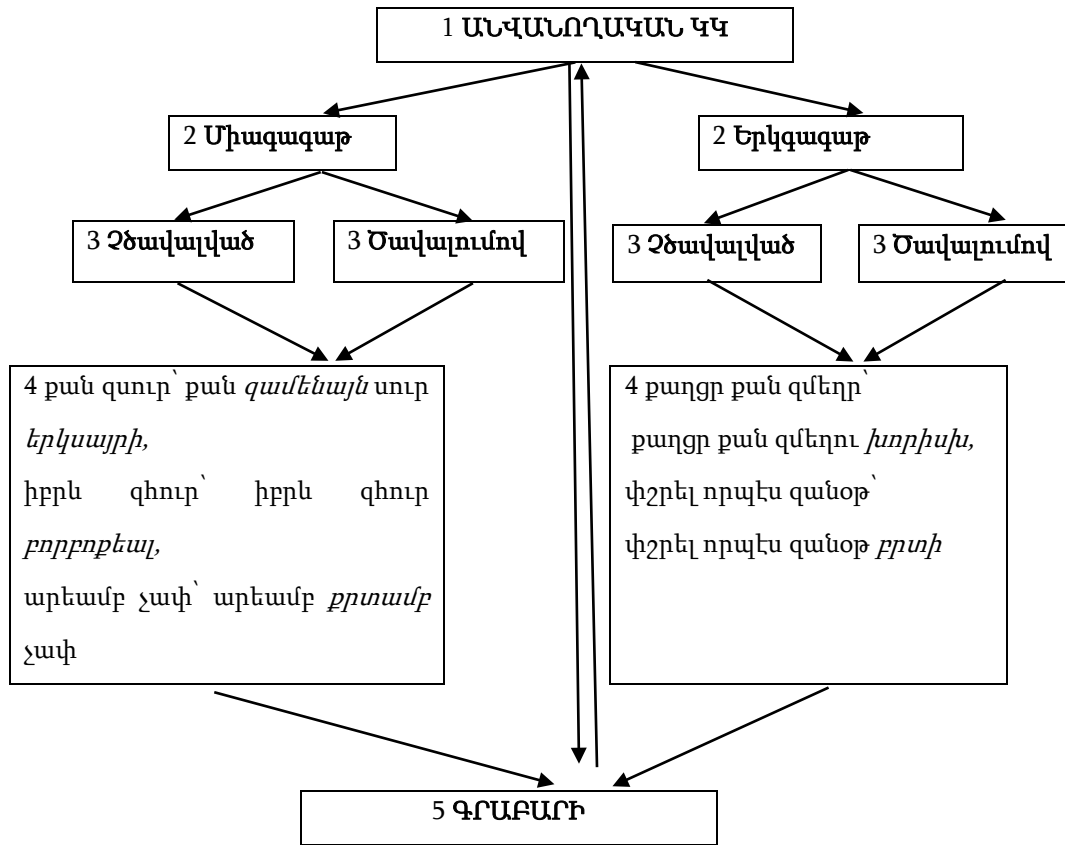 1 ԱՆՎԱՆՈՂԱԿԱՆ ԿԿ
2 Միագագաթ
2 Երկգագաթ
3 Չծավալված
3 Ծավալումով
3 Չծավալված
3 Ծավալումով
4 քան զսուր՝ քան զամենայն սուր
երկսայրի,
իբրև զհուր՝ իբրև զհուր
բորբոքեալ,
արեամբ չափ՝ արեամբ քրտամբ
չափ
4 քաղցր քան զմեղր՝
քաղցր քան զմեղու խորիսխ,
փշրել որպէս զանօթ՝
փշրել որպէս զանօթ բրտի
5 ԳՐԱԲԱՐԻ